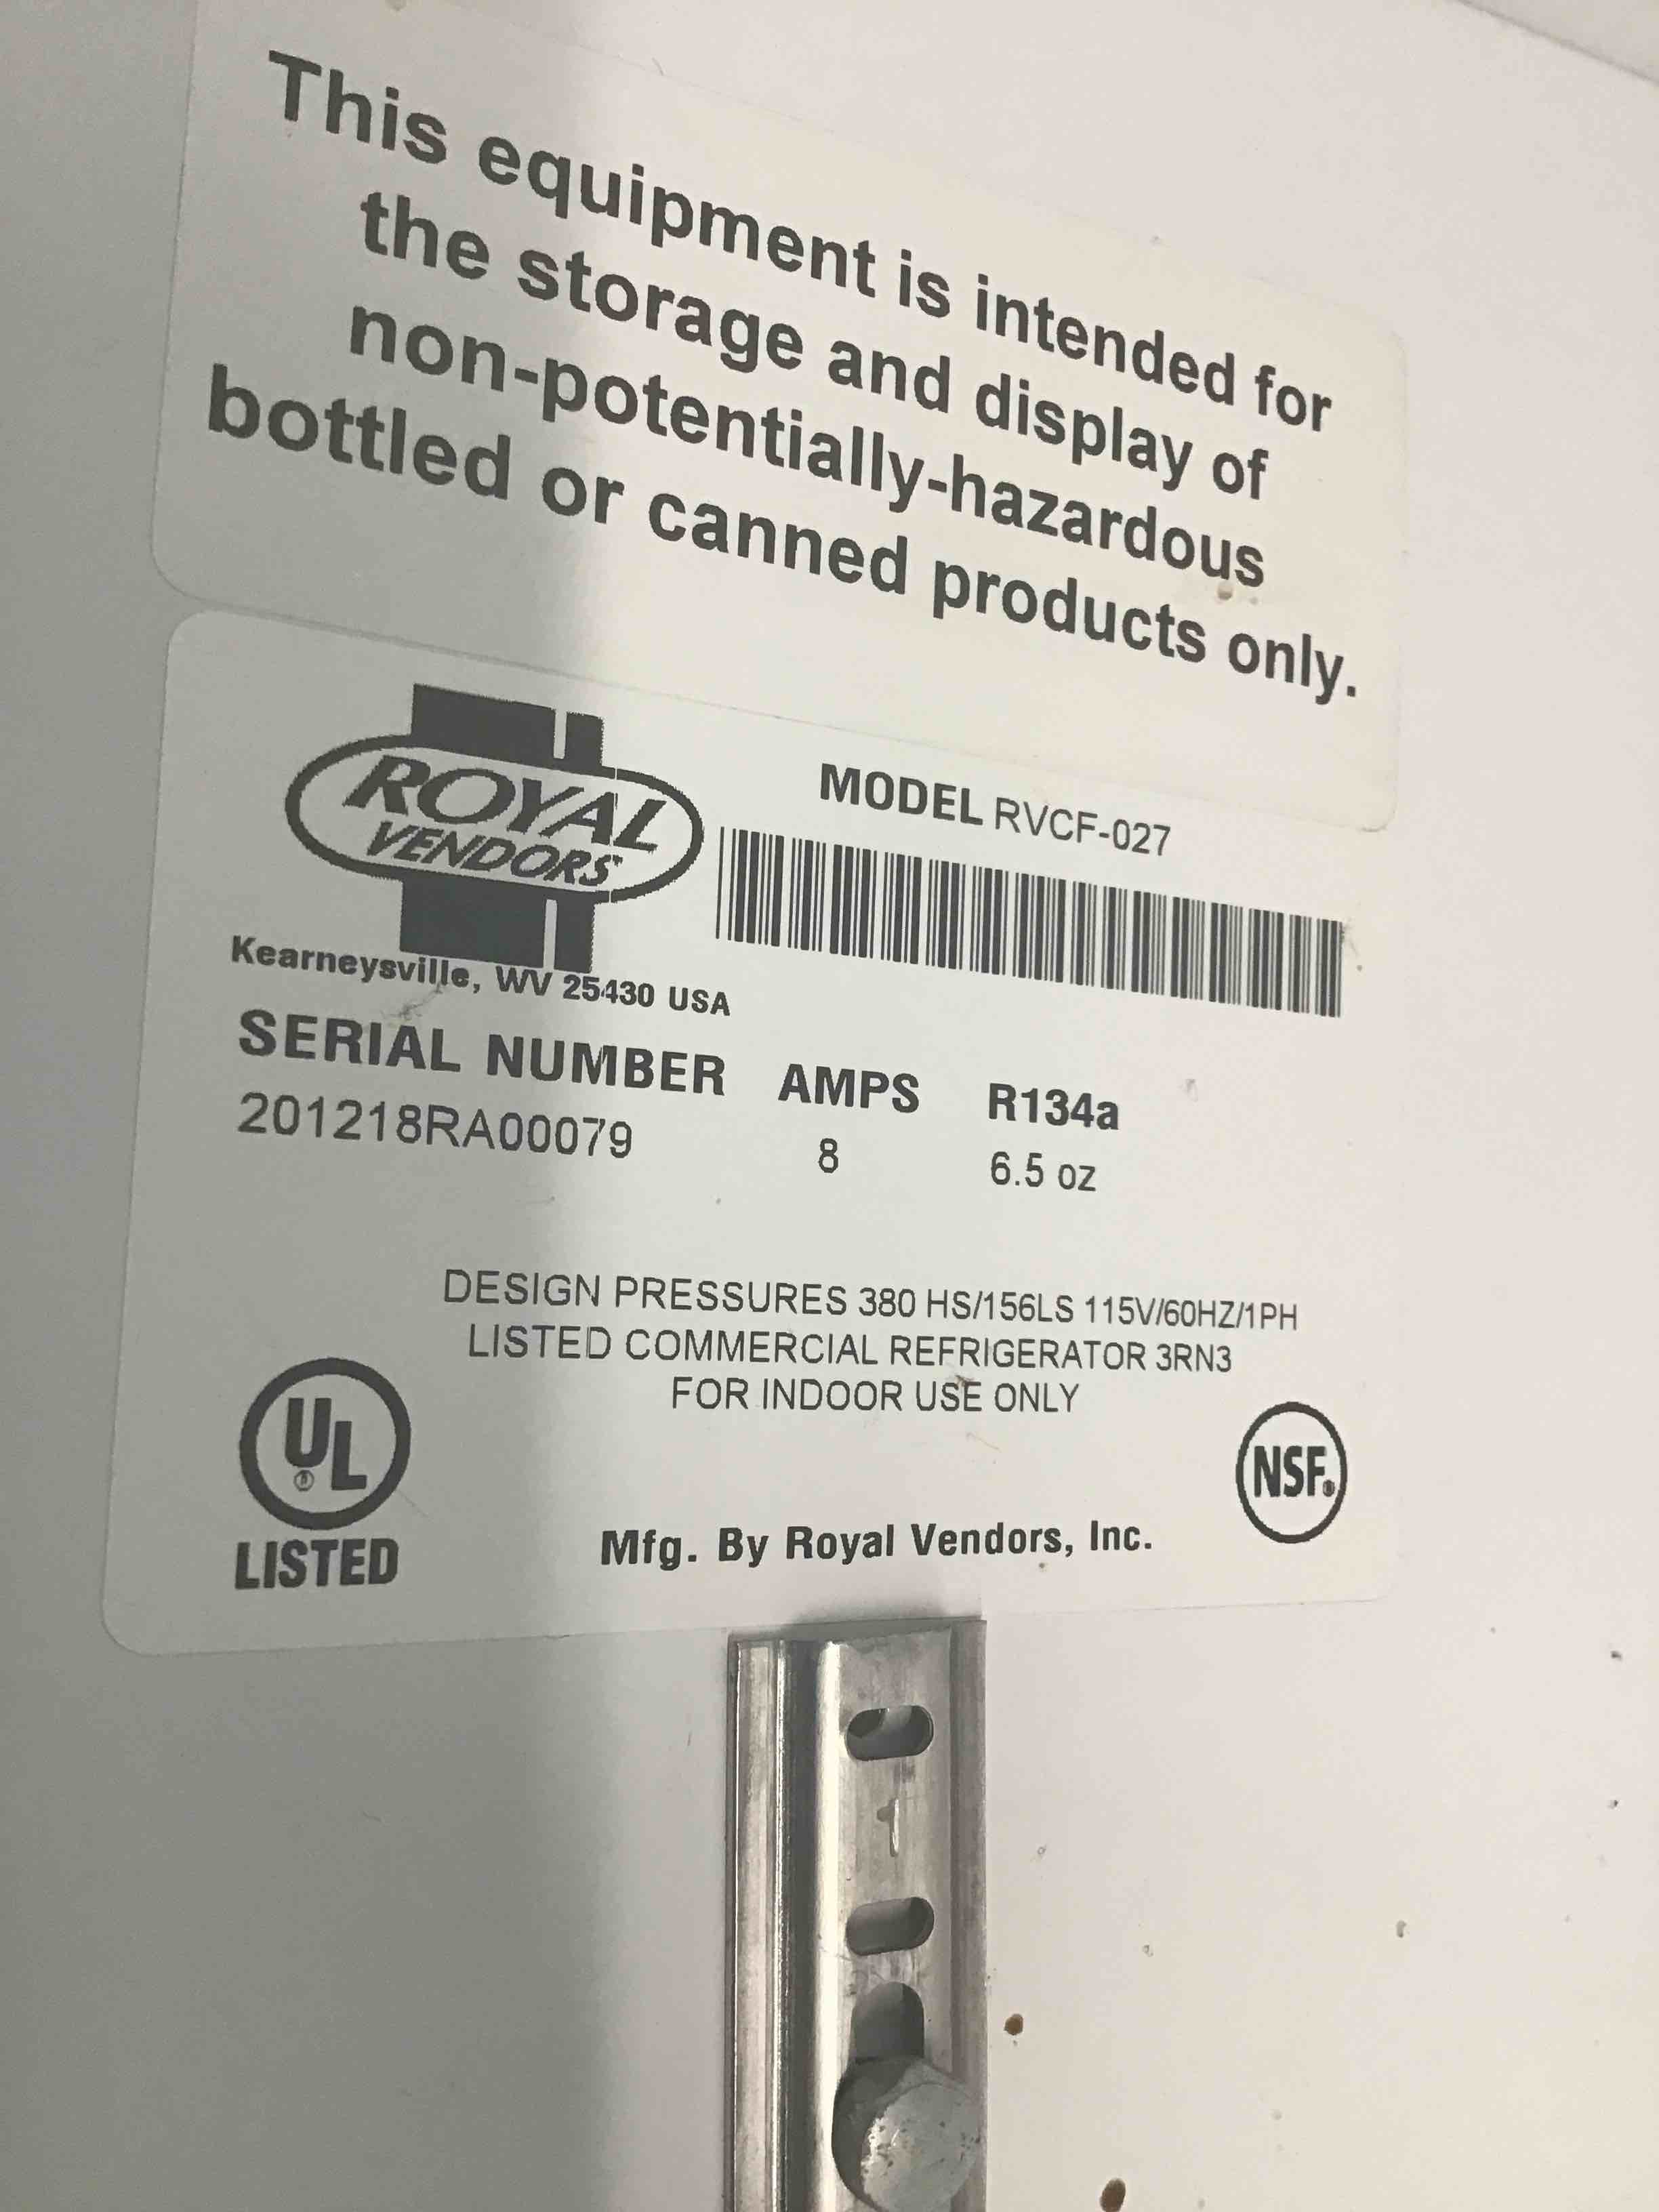 This equipment is intended for
the storage and display of
non-potentially-hazardous
bottled or canned products only.
ROYAL
VENDORS
MODEL RVCF-027
Kearneysville, WV 25430 USA
SERIAL NUMBER AMPS R134a
201218RA00079 8 6.5 oz
DESIGN PRESSURES 380 HS/156LS 115V/60HZ/1PH
LISTED COMMERCIAL REFRIGERATOR 3RN3
FOR INDOOR USE ONLY
UL
®
LISTED
NSF®
Mfg. By Royal Vendors, Inc.
1